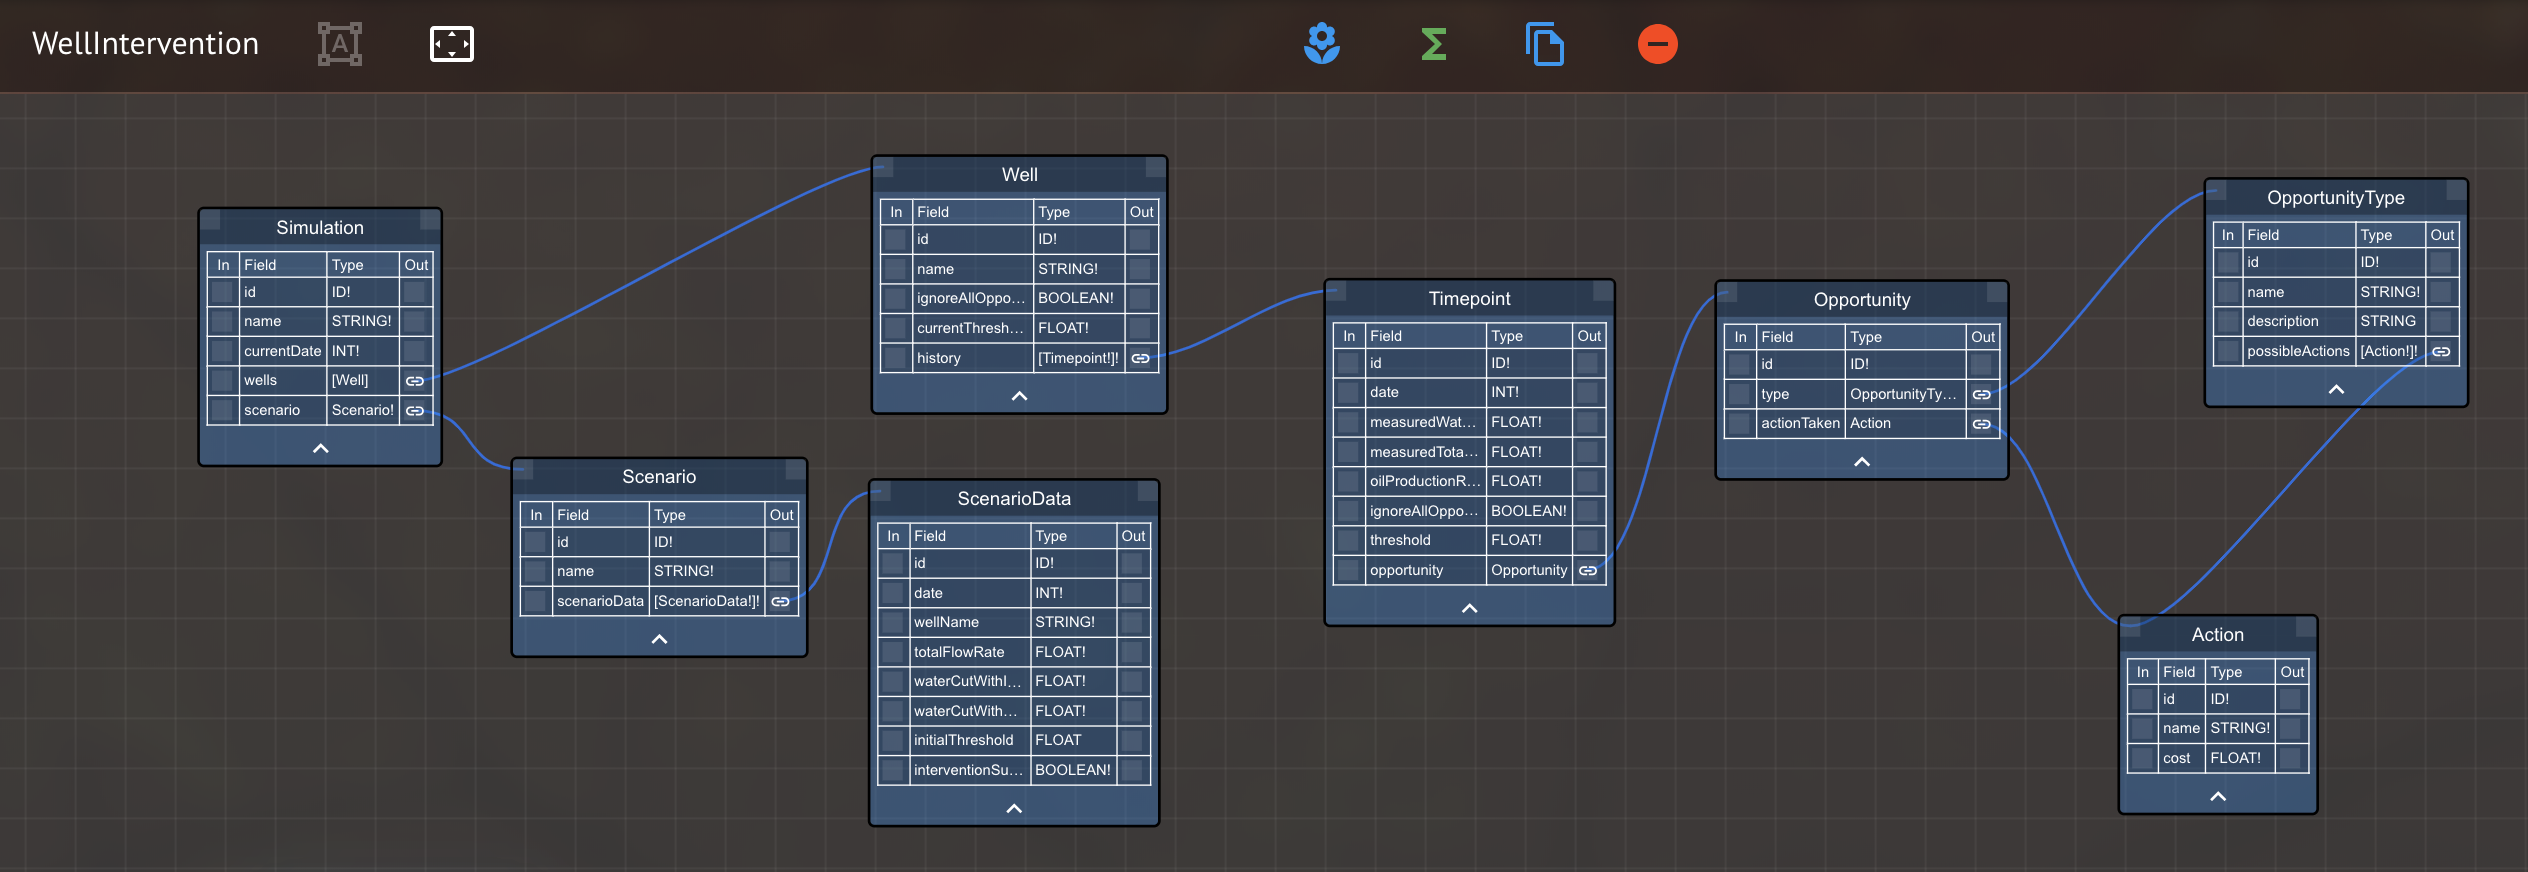 WellIntervention
A
Simulation
In Field Type Out
id ID!
name STRING!
currentDate INT!
wells [Well]
scenario Scenario!
Well
In Field Type Out
id ID!
name STRING!
ignoreAllOppo... BOOLEAN!
currentThresh... FLOAT!
history [Timepoint!]!
Scenario
In Field Type Out
id ID!
name STRING!
scenarioData [ScenarioData!]!
ScenarioData
In Field Type Out
id ID!
date INT!
wellName STRING!
totalFlowRate FLOAT!
waterCutWithI... FLOAT!
waterCutWith... FLOAT!
initialThreshold FLOAT
interventionSu... BOOLEAN!
Timepoint
In Field Type Out
id ID!
date INT!
measuredWat... FLOAT!
measuredTota... FLOAT!
oilProductionR... FLOAT!
ignoreAllOppo... BOOLEAN!
threshold FLOAT!
opportunity Opportunity
Opportunity
In Field Type Out
id ID!
type OpportunityTy...
actionTaken Action
OpportunityType
In Field Type Out
id ID!
name STRING!
description STRING
possibleActions [Action!]!
Action
In Field Type Out
id ID!
name STRING!
cost FLOAT!